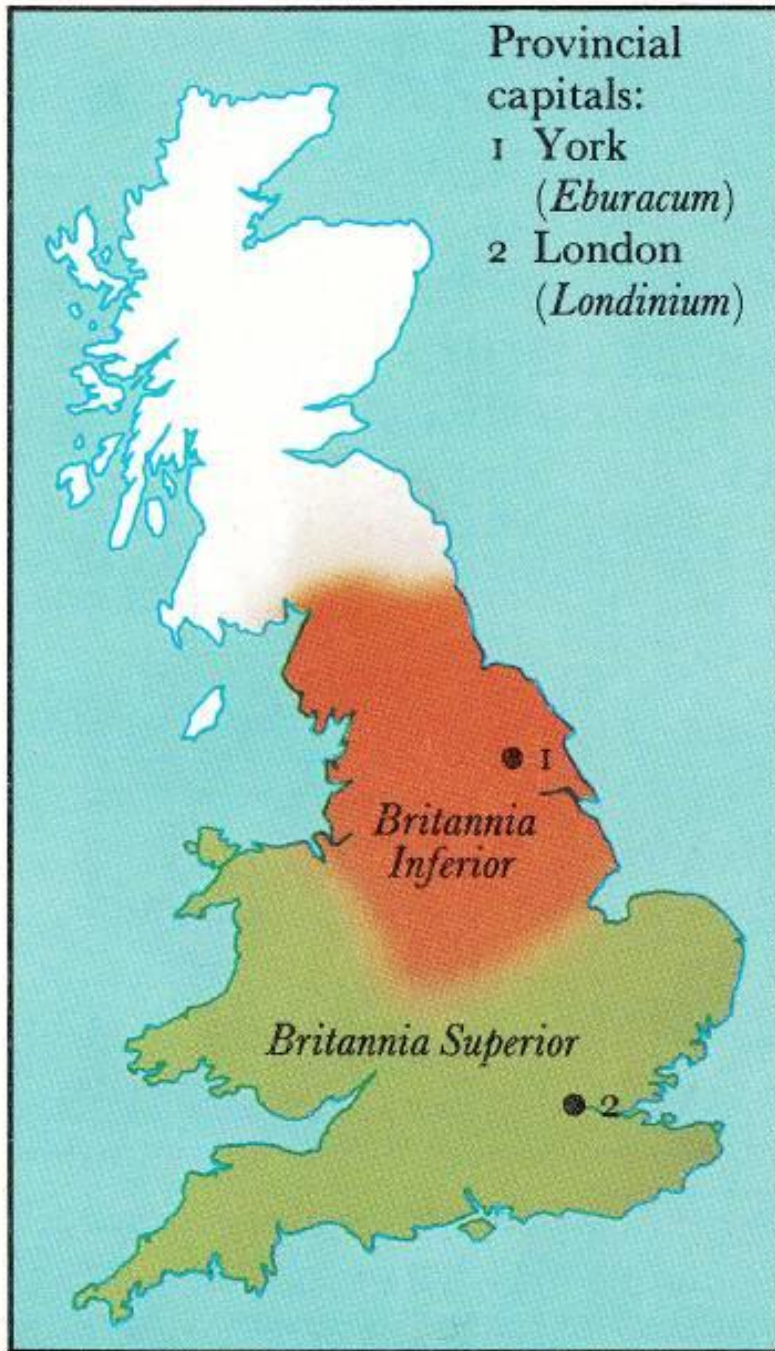 Provincial
capitals:
1 York
(Eburacum)
2 London
(Londinium)
1
Britannia
Inferior
Britannia Superior
2